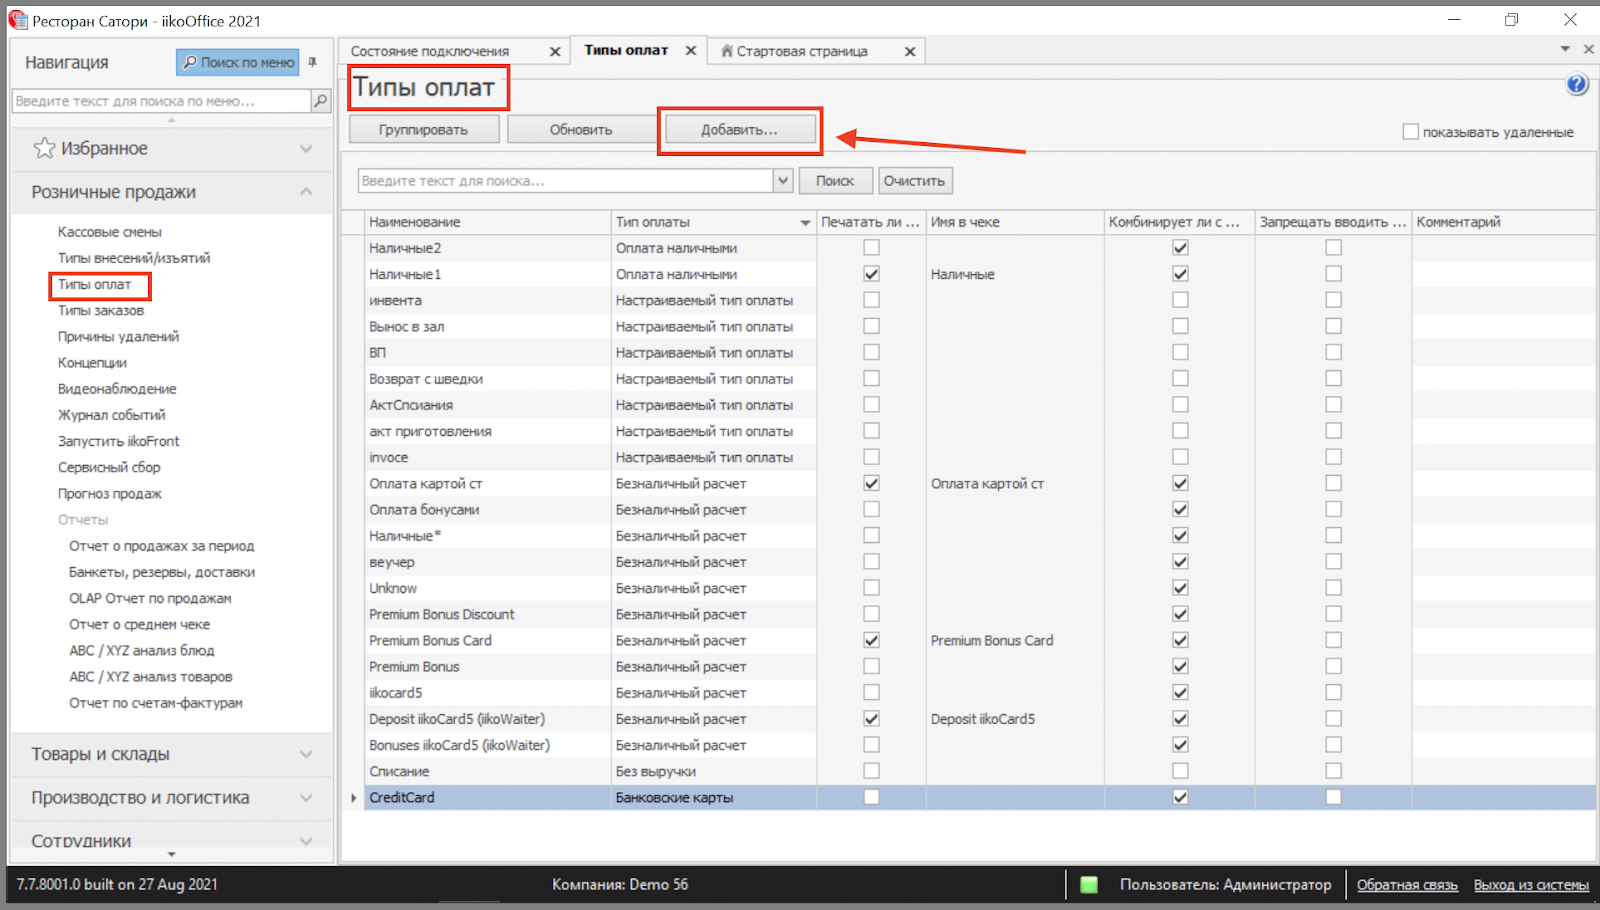 Ресторан Сатори - iikoOffice 2021
Навигация
Поиск по меню
Введите текст для поиска по меню...
Избранное
Розничные продажи
Кассовые смены
Типы внесений/изъятий
Типы оплат
Типы заказов
Причины удалений
Концепции
Видеонаблюдение
Журнал событий
Запустить iikoFront
Сервисный сбор
Прогноз продаж
Отчеты
Отчет о продажах за период
Банкеты, резервы, доставки
OLAP Отчет по продажам
Отчет о среднем чеке
ABC / XYZ анализ блюд
ABC / XYZ анализ товаров
Отчет по счетам-фактурам
Товары и склады
Производство и логистика
Сотрудники
Состояние подключения
Типы оплат
Стартовая страница
Типы оплат
Группировать Обновить Добавить...
показывать удаленные
Введите текст для поиска... Поиск Очистить
Наименование Тип оплаты Печатать ли ... Имя в чеке Комбинирует ли с ... Запрещать вводить ... Комментарий
Наличные2 Оплата наличными
Наличные1 Оплата наличными Наличные
инвента Настраиваемый тип оплаты
Вынос в зал Настраиваемый тип оплаты
ВП Настраиваемый тип оплаты
Возврат с шведки Настраиваемый тип оплаты
АктСпсиания Настраиваемый тип оплаты
акт приготовления Настраиваемый тип оплаты
invoce Настраиваемый тип оплаты
Оплата картой ст Безналичный расчет Оплата картой ст
Оплата бонусами Безналичный расчет
Наличные* Безналичный расчет
веучер Безналичный расчет
Unknow Безналичный расчет
Premium Bonus Discount Безналичный расчет
Premium Bonus Card Безналичный расчет Premium Bonus Card
Premium Bonus Безналичный расчет
iikocard5 Безналичный расчет
Deposit iikoCard5 (iikoWaiter) Безналичный расчет Deposit iikoCard5
Bonuses iikoCard5 (iikoWaiter) Безналичный расчет
Списание Без выручки
CreditCard Банковские карты
7.7.8001.0 built on 27 Aug 2021 Компания: Demo 56 Пользователь: Администратор Обратная связь Выход из системы